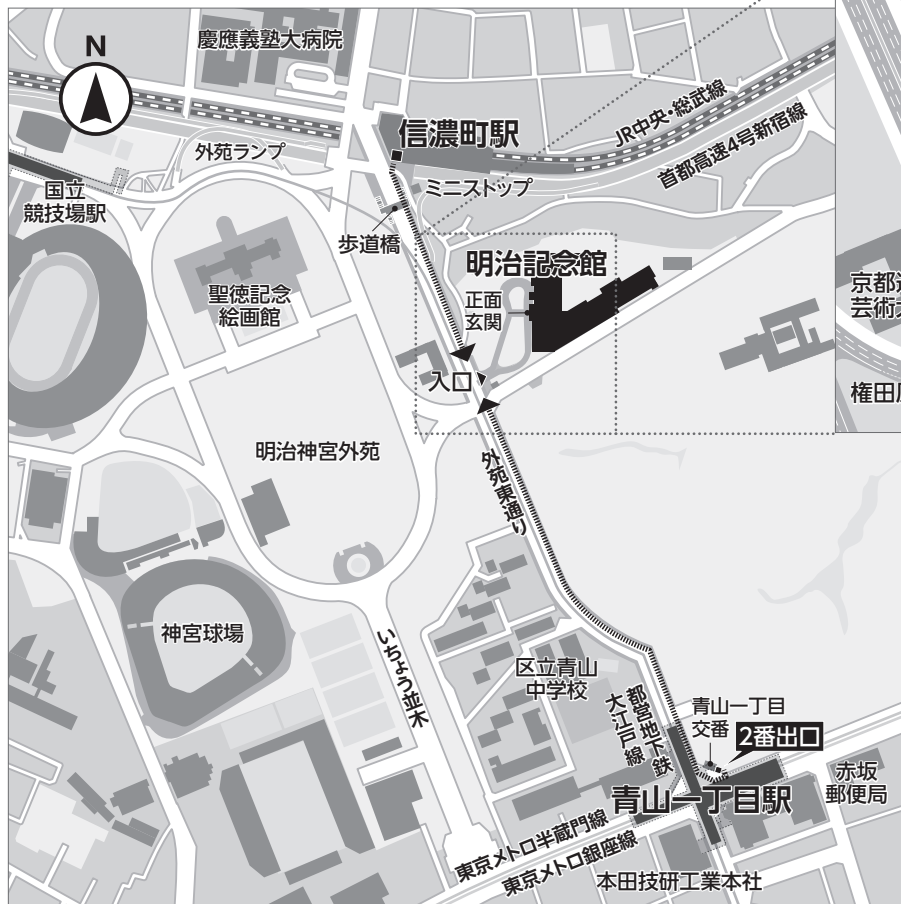 N
慶應義塾大病院
信濃町駅
JR中央・総武線
首都高速4号新宿線
外苑ランプ
ミニストップ
国立
競技場駅
歩道橋
明治記念館
正面
玄関
聖徳記念
絵画館
入口
京都造
芸術大
権田原
明治神宮外苑
外苑東通り
神宮球場
いちょう並木
区立青山
中学校
都営地下鉄
大江戸線
青山一丁目
交番
2番出口
青山一丁目駅
赤坂
郵便局
東京メトロ半蔵門線
東京メトロ銀座線
本田技研工業本社